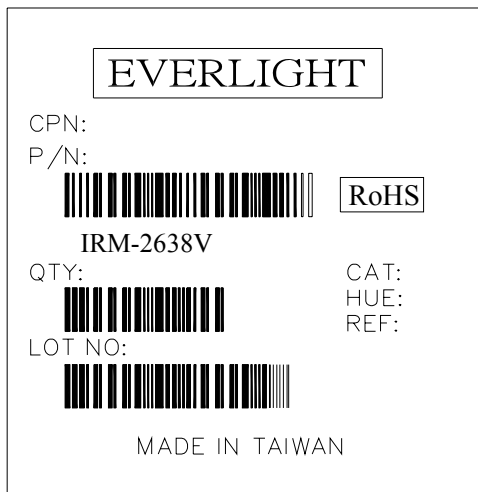 EVERLIGHT
CPN:
P/N:
RoHS
IRM-2638V
QTY:
CAT:
HUE:
REF:
LOT NO:
MADE IN TAIWAN